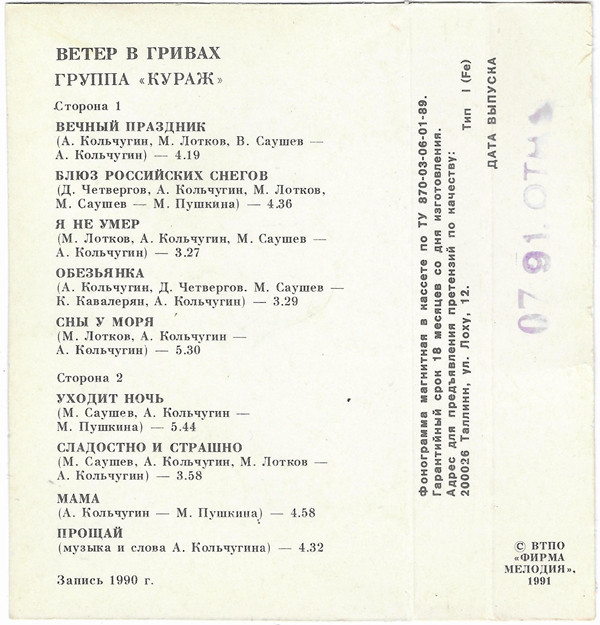 ВЕТЕР В ГРИВАХ
ГРУППА «КУРАЖ»
Сторона 1
ВЕЧНЫЙ ПРАЗДНИК
(А. Кольчугин, М. Лотков, В. Саушев —
А. Кольчугин) — 4.19
БЛЮЗ РОССИЙСКИХ СНЕГОВ
(Д. Четвергов, А. Кольчугин, М. Лотков,
М. Саушев — М. Пушкина) — 4.36
Я НЕ УМЕР
(М. Лотков, А. Кольчугин, М. Саушев —
А. Кольчугин) — 3.27
ОБЕЗЬЯНКА
(А. Кольчугин, Д. Четвергов. М. Саушев —
К. Кавалерян, А. Кольчугин) — 3.29
СНЫ У МОРЯ
(М. Лотков, А. Кольчугин —
А. Кольчугин) — 5.30
Сторона 2
УХОДИТ НОЧЬ
(М. Саушев, А. Кольчугин —
М. Пушкина) — 5.44
СЛАДОСТНО И СТРАШНО
(М. Саушев, А. Кольчугин, М. Лотков —
А. Кольчугин) — 3.58
МАМА
(А. Кольчугин — М. Пушкина) — 4.58
ПРОЩАЙ
(музыка и слова А. Кольчугина) — 4.32
Запись 1990 г.
Фонограмма магнитная в кассете по ТУ 870-03-06-01-89.
Гарантийный срок 18 месяцев со дня изготовления.
Адрес для предъявления претензий по качеству:
200026 Таллинн, ул. Лоху, 12.
Тип I (Fe)
ДАТА ВЫПУСКА
07 91. ОТК
© ВТПО
«ФИРМА
МЕЛОДИЯ»,
1991